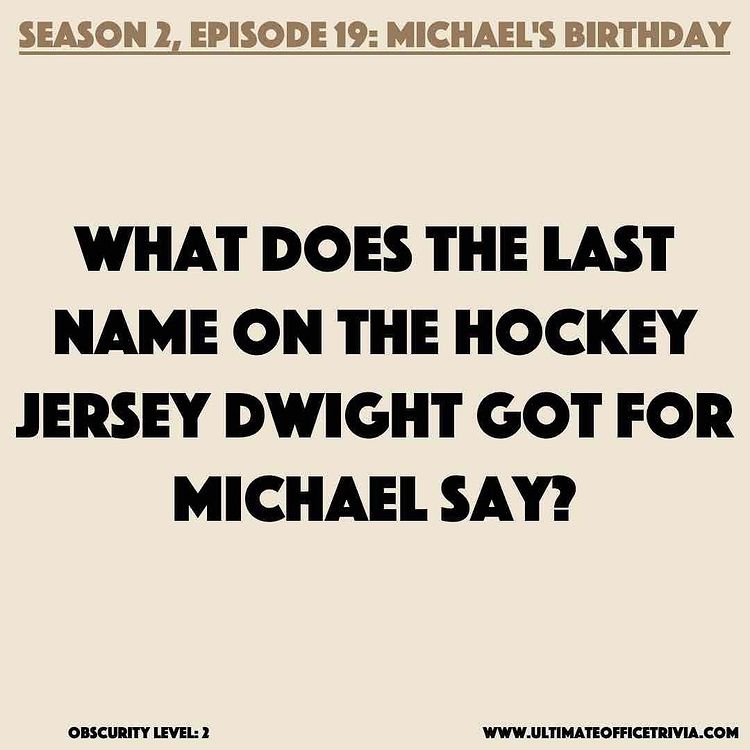 SEASON 2, EPISODE 19: MICHAEL'S BIRTHDAY
WHAT DOES THE LAST
NAME ON THE HOCKEY
JERSEY DWIGHT GOT FOR
MICHAEL SAY?
OBSCURITY LEVEL: 2
WWW.ULTIMATEOFFICETRIVIA.COM